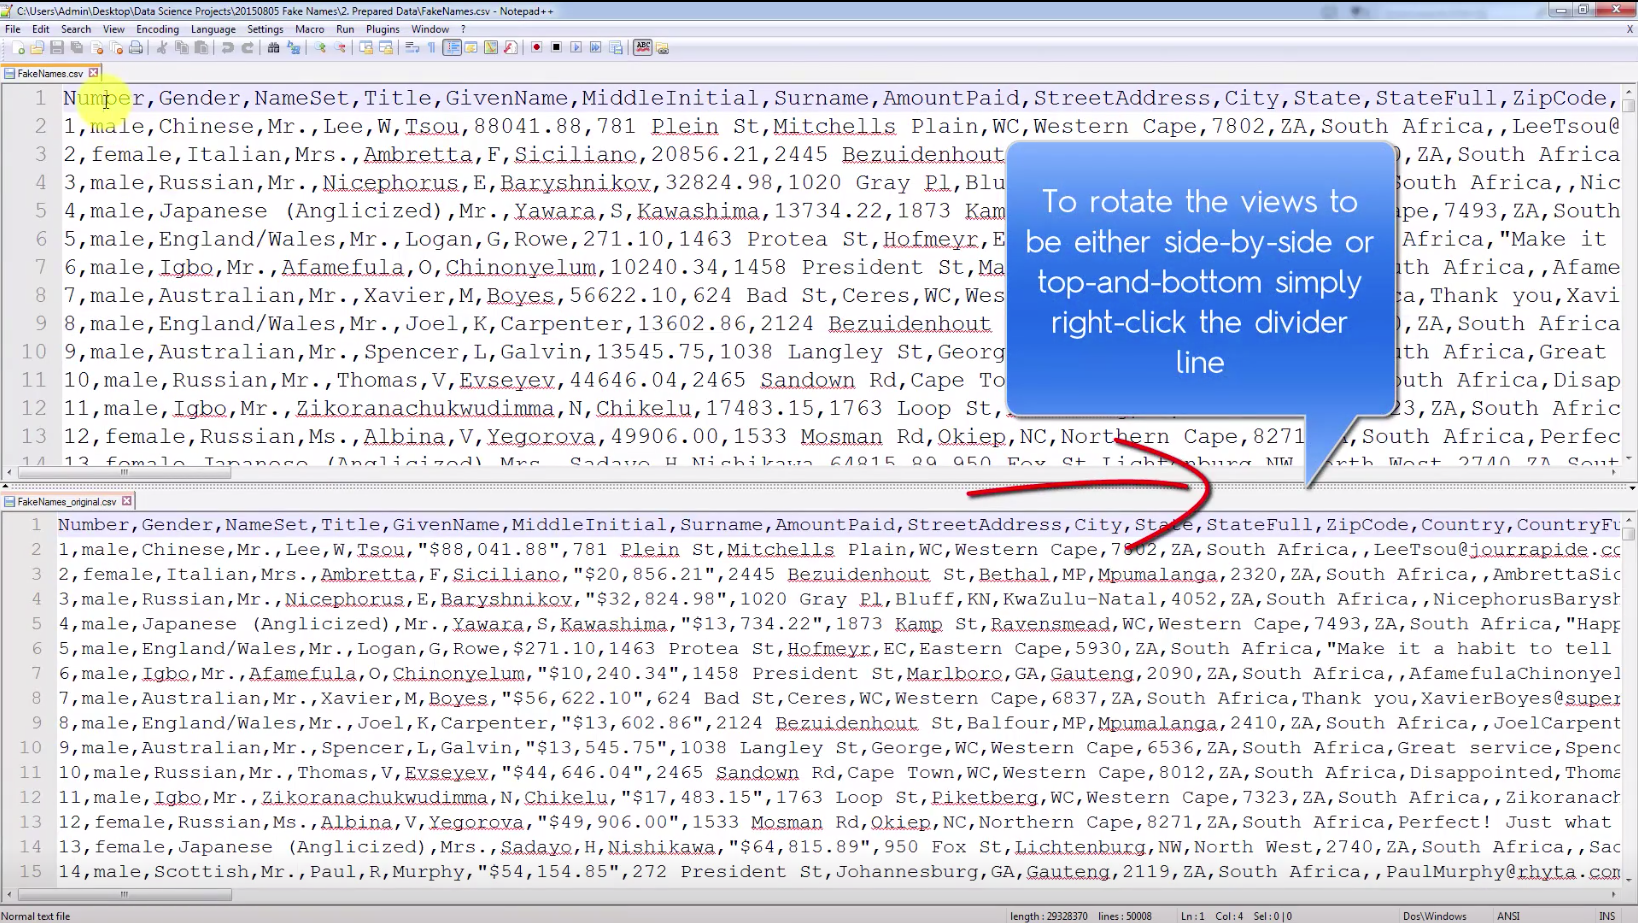 C:\Users\Admin\Desktop\Data Science Projects\20150805 Fake Names\2. Prepared Data\FakeNames.csv - Notepad++
File Edit Search View Encoding Language Settings Macro Run Plugins Window ? X
FakeNames.csv
1 Number,Gender,NameSet,Title,GivenName,MiddleInitial,Surname,AmountPaid,StreetAddress,City,State,StateFull,ZipCode,
2 1,male,Chinese,Mr.,Lee,W,Tsou,88041.88,781 Plein St,Mitchells Plain,WC,Western Cape,7802,ZA,South Africa,,LeeTsou@
3 2,female,Italian,Mrs.,Ambretta,F,Siciliano,20856.21,2445 Bezuidenhout ZA,South Africa
4 3,male,Russian,Mr.,Nicephorus,E,Baryshnikov,32824.98,1020 Gray Pl,Blu South Africa,,Nic
5 4,male,Japanese (Anglicized),Mr.,Yawara,S,Kawashima,13734.22,1873 Kam pe,7493,ZA,South
6 5,male,England/Wales,Mr.,Logan,G,Rowe,271.10,1463 Protea St,Hofmeyr,E Africa,"Make it
7 6,male,Igbo,Mr.,Afamefula,O,Chinonyelum,10240.34,1458 President St,Ma Africa,,Afame
8 7,male,Australian,Mr.,Xavier,M,Boyes,56622.10,624 Bad St,Ceres,WC,Wes Thank you,Xavi
9 8,male,England/Wales,Mr.,Joel,K,Carpenter,13602.86,2124 Bezuidenhout ZA,South Africa
10 9,male,Australian,Mr.,Spencer,L,Galvin,13545.75,1038 Langley St,Georg Africa,Great
11 10,male,Russian,Mr.,Thomas,V,Evseyev,44646.04,2465 Sandown Rd,Cape To Africa,Disap
12 11,male,Igbo,Mr.,Zikoranachukwudimma,N,Chikelu,17483.15,1763 Loop St, 23,ZA,South Afri
13 12,female,Russian,Ms.,Albina,V,Yegorova,49906.00,1533 Mosman Rd,Okiep,NC,Northern Cape,8271 South Africa,Perfec
14 13,female,Japanese (Anglicized),Mrs.,Sadayo,H,Nishikawa,64815.89,950 Fox St,Lichtenburg,NW,North West,2740,ZA,South
To rotate the views to
be either side-by-side or
top-and-bottom simply
right-click the divider
line
FakeNames_original.csv
1 Number,Gender,NameSet,Title,GivenName,MiddleInitial,Surname,AmountPaid,StreetAddress,City,State,StateFull,ZipCode,Country,CountryFu
2 1,male,Chinese,Mr.,Lee,W,Tsou,"$88,041.88",781 Plein St,Mitchells Plain,WC,Western Cape,7802,ZA,South Africa,,LeeTsou@jourrapide.co
3 2,female,Italian,Mrs.,Ambretta,F,Siciliano,"$20,856.21",2445 Bezuidenhout St,Bethal,MP,Mpumalanga,2320,ZA,South Africa,,AmbrettaSic
4 3,male,Russian,Mr.,Nicephorus,E,Baryshnikov,"$32,824.98",1020 Gray Pl,Bluff,KN,KwaZulu-Natal,4052,ZA,South Africa,,NicephorusBarysh
5 4,male,Japanese (Anglicized),Mr.,Yawara,S,Kawashima,"$13,734.22",1873 Kamp St,Ravensmead,WC,Western Cape,7493,ZA,South Africa,"Happ
6 5,male,England/Wales,Mr.,Logan,G,Rowe,$271.10,1463 Protea St,Hofmeyr,EC,Eastern Cape,5930,ZA,South Africa,"Make it a habit to tell
7 6,male,Igbo,Mr.,Afamefula,O,Chinonyelum,"$10,240.34",1458 President St,Marlboro,GA,Gauteng,2090,ZA,South Africa,,AfamefulaChinonyel
8 7,male,Australian,Mr.,Xavier,M,Boyes,"$56,622.10",624 Bad St,Ceres,WC,Western Cape,6837,ZA,South Africa,Thank you,XavierBoyes@super
9 8,male,England/Wales,Mr.,Joel,K,Carpenter,"$13,602.86",2124 Bezuidenhout St,Balfour,MP,Mpumalanga,2410,ZA,South Africa,,JoelCarpent
10 9,male,Australian,Mr.,Spencer,L,Galvin,"$13,545.75",1038 Langley St,George,WC,Western Cape,6536,ZA,South Africa,Great service,Spenc
11 10,male,Russian,Mr.,Thomas,V,Evseyev,"$44,646.04",2465 Sandown Rd,Cape Town,WC,Western Cape,8012,ZA,South Africa,Disappointed,Thoma
12 11,male,Igbo,Mr.,Zikoranachukwudimma,N,Chikelu,"$17,483.15",1763 Loop St,Piketberg,WC,Western Cape,7323,ZA,South Africa,,Zikoranach
13 12,female,Russian,Ms.,Albina,V,Yegorova,"$49,906.00",1533 Mosman Rd,Okiep,NC,Northern Cape,8271,ZA,South Africa,Perfect! Just what
14 13,female,Japanese (Anglicized),Mrs.,Sadayo,H,Nishikawa,"$64,815.89",950 Fox St,Lichtenburg,NW,North West,2740,ZA,South Africa,,Sad
15 14,male,Scottish,Mr.,Paul,R,Murphy,"$54,154.85",272 President St,Johannesburg,GA,Gauteng,2119,ZA,South Africa,,PaulMurphy@rhyta.com
Normal text file length : 29328370 lines : 50008 Ln : 1 Col : 4 Sel : 0 | 0 Dos\Windows ANSI INS